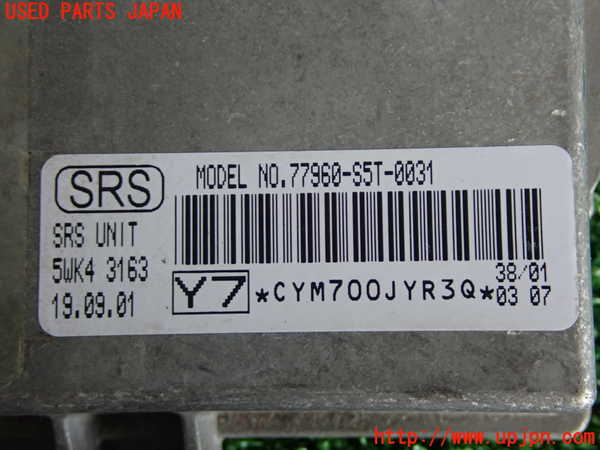 USED PARTS JAPAN
SRS
MODEL NO.77960-S5T-0031
SRS UNIT
5WK4 3163
19.09.01
Y7
*CYM700JYR3Q*
38/01
03 07
http://www.upjpn.com/